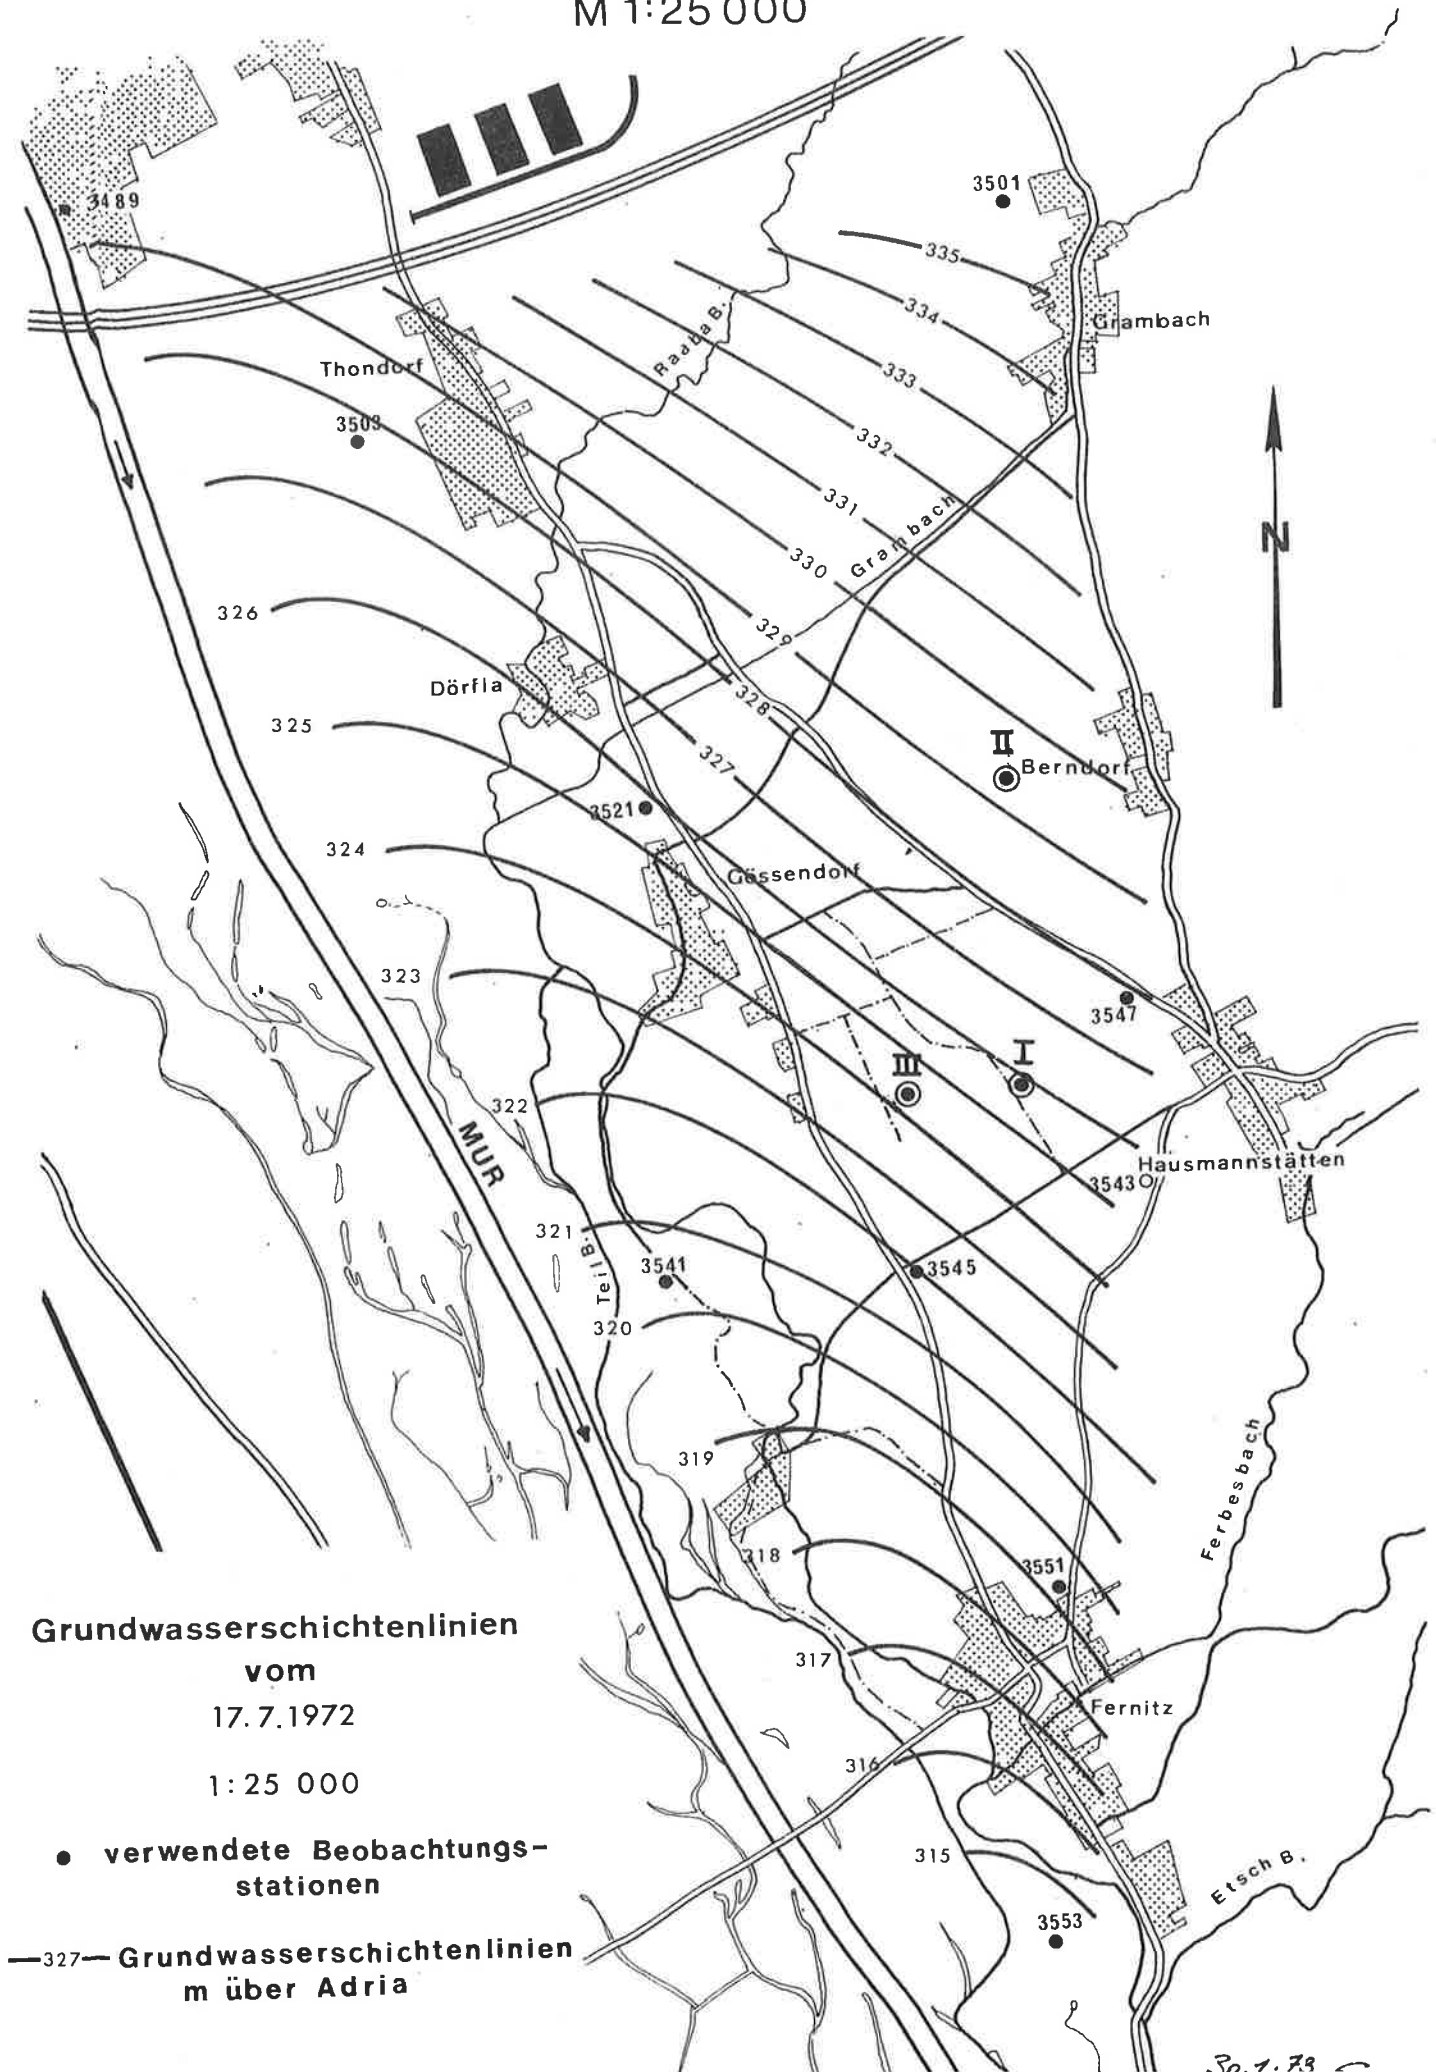 M 1:25 000
3489
3501
335
334
Grambach
Raaba B.
333
Thondorf
3503
332
331
Grambach
N
330
326
329
Dörfla
328
325
327
II
Berndorf
3521
324
Gössendorf
323
3547
III
I
322
MUR
Hausmannstätten
3543
321
Teil B.
3541
3545
320
319
Ferbesbach
318
3551
317
Fernitz
316
315
Etsch B.
3553
Grundwasserschichtenlinien
vom
17.7.1972
1:25 000
verwendete Beobachtungs-
stationen
327 Grundwasserschichtenlinien
m über Adria